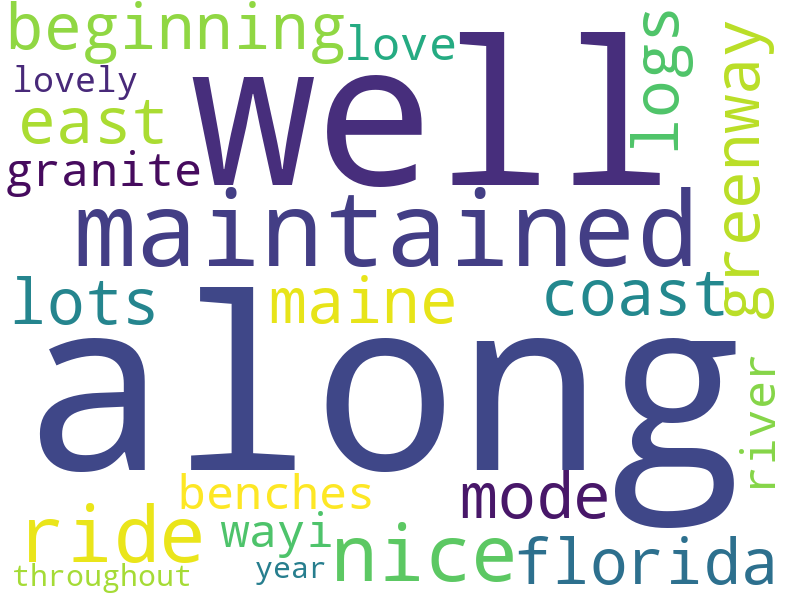 beginning
love
logs
greenway
lovely
well
east
granite
maintained
lots
maine
coast
along
river
benches
mode
ride
wayi
nice
florida
throughout
year